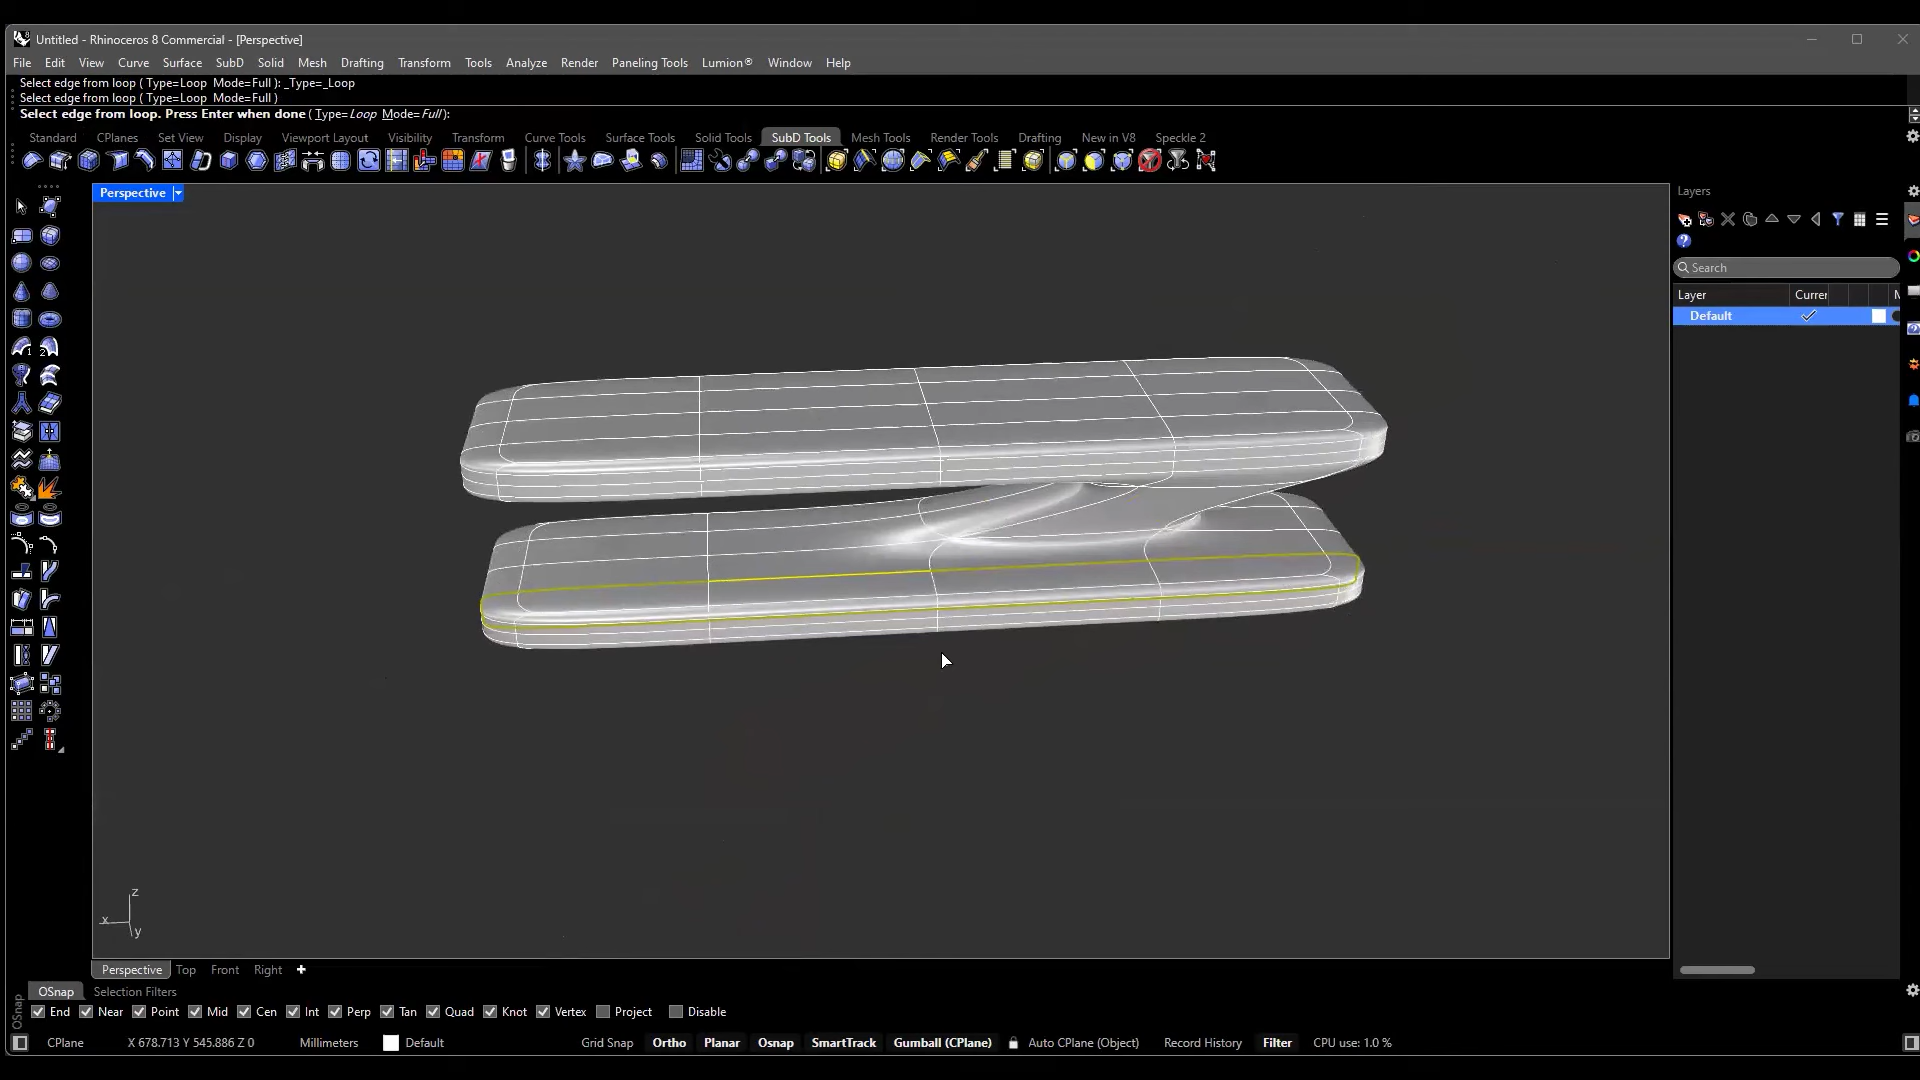 Untitled - Rhinoceros 8 Commercial - [Perspective]
File Edit View Curve Surface SubD Solid Mesh Drafting Transform Tools Analyze Render Paneling Tools Lumion® Window Help
Select edge from loop ( Type=Loop Mode=Full ): _Type=_Loop
Select edge from loop ( Type=Loop Mode=Full )
Select edge from loop. Press Enter when done ( Type=Loop Mode=Full ):
Standard CPlanes Set View Display Viewport Layout Visibility Transform Curve Tools Surface Tools Solid Tools SubD Tools Mesh Tools Render Tools Drafting New in V8 Speckle 2
Perspective
Layers
Search
Layer Currer
Default
z
x
y
Perspective Top Front Right
OSnap Selection Filters
OSnap
End Near Point Mid Cen Int Perp Tan Quad Knot Vertex Project Disable
CPlane X 678.713 Y 545.886 Z 0 Millimeters Default Grid Snap Ortho Planar Osnap SmartTrack Gumball (CPlane) Auto CPlane (Object) Record History Filter CPU use: 1.0 %